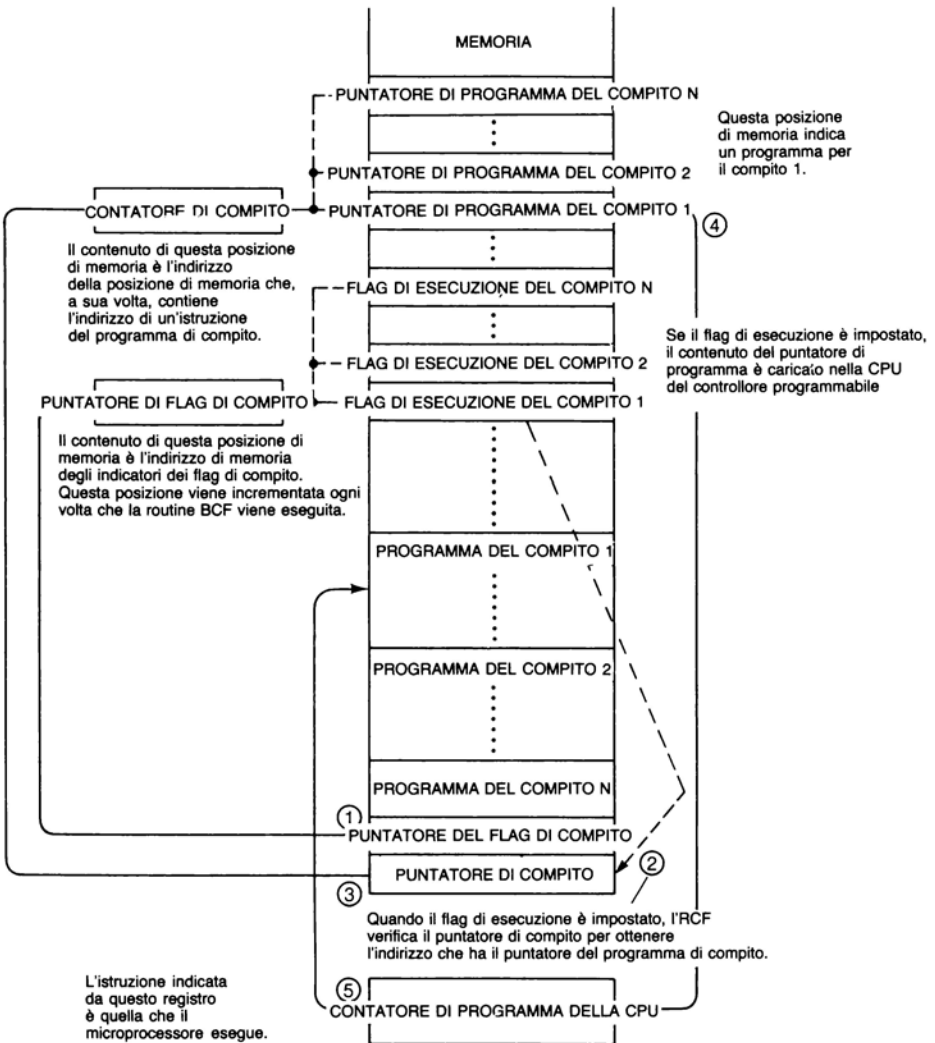 MEMORIA
PUNTATORE DI PROGRAMMA DEL COMPITO N
Questa posizione
di memoria indica
un programma per
il compito 1.
PUNTATORE DI PROGRAMMA DEL COMPITO 2
CONTATORE DI COMPITO
PUNTATORE DI PROGRAMMA DEL COMPITO 1
④
Il contenuto di questa posizione
di memoria è l'indirizzo
della posizione di memoria che,
a sua volta, contiene
l'indirizzo di un'istruzione
del programma di compito.
FLAG DI ESECUZIONE DEL COMPITO N
Se il flag di esecuzione è impostato,
il contenuto del puntatore di
programma è caricato nella CPU
del controllore programmabile
FLAG DI ESECUZIONE DEL COMPITO 2
PUNTATORE DI FLAG DI COMPITO
FLAG DI ESECUZIONE DEL COMPITO 1
Il contenuto di questa posizione di
memoria è l'indirizzo di memoria
degli indicatori dei flag di compito.
Questa posizione viene incrementata ogni
volta che la routine BCF viene eseguita.
PROGRAMMA DEL COMPITO 1
PROGRAMMA DEL COMPITO 2
PROGRAMMA DEL COMPITO N
①
PUNTATORE DEL FLAG DI COMPITO
PUNTATORE DI COMPITO
②
③
Quando il flag di esecuzione è impostato, l'RCF
verifica il puntatore di compito per ottenere
l'indirizzo che ha il puntatore del programma di compito.
L'istruzione indicata
da questo registro
è quella che il
microprocessore esegue.
⑤
CONTATORE DI PROGRAMMA DELLA CPU